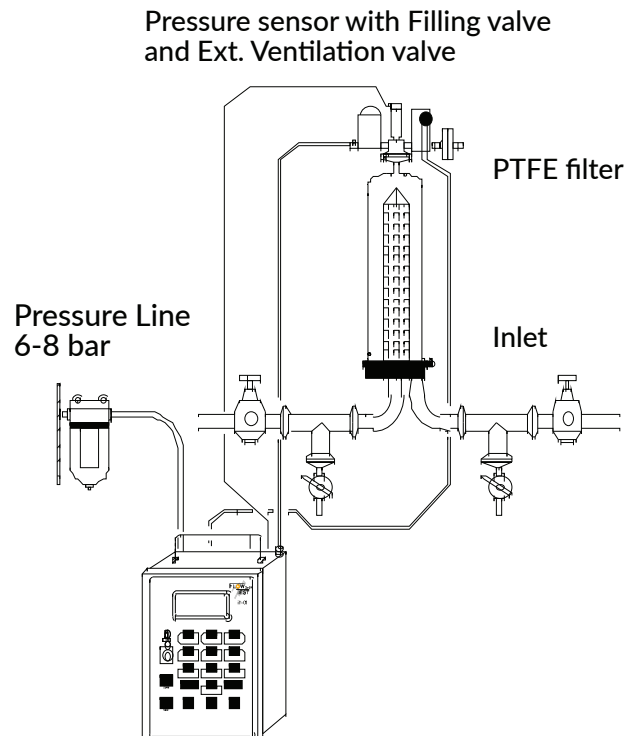 Pressure sensor with Filling valve
and Ext. Ventilation valve
PTFE filter
Pressure Line
6-8 bar
Inlet